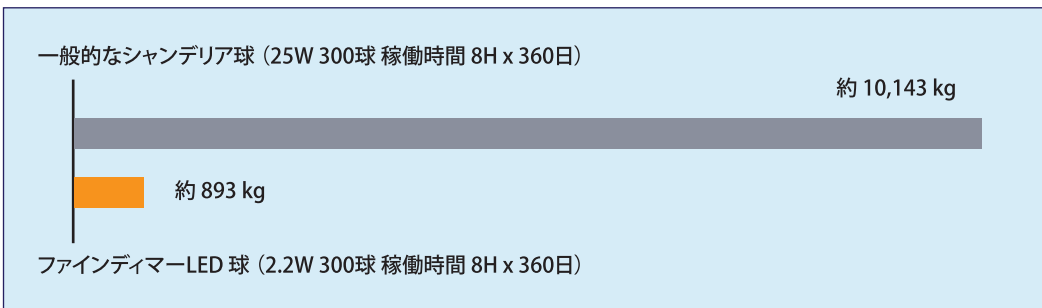 一般的なシャンデリア球（25W 300球 稼働時間 8H x 360日）
約 10,143 kg
約 893 kg
ファインディマーLED 球（2.2W 300球 稼働時間 8H x 360日）